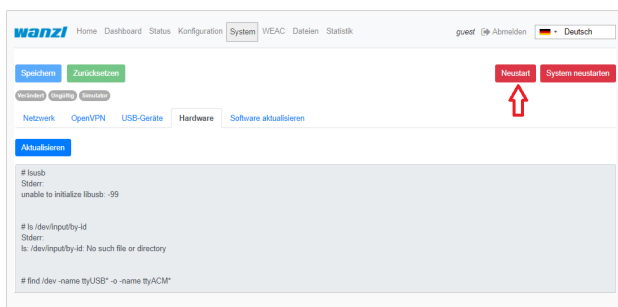 wanzl Home Dashboard Status Konfiguration System WEAC Dateien Statistik guest Abmelden Deutsch
Speichern Zurücksetzen Neustart System neustarten
Verändert Ungültig Simulator
Netzwerk OpenVPN USB-Geräte Hardware Software aktualisieren
Aktualisieren
# lsusb
Stderr:
unable to initialize libusb: -99
# ls /dev/input/by-id
Stderr:
ls: /dev/input/by-id: No such file or directory
# find /dev -name ttyUSB* -o -name ttyACM*